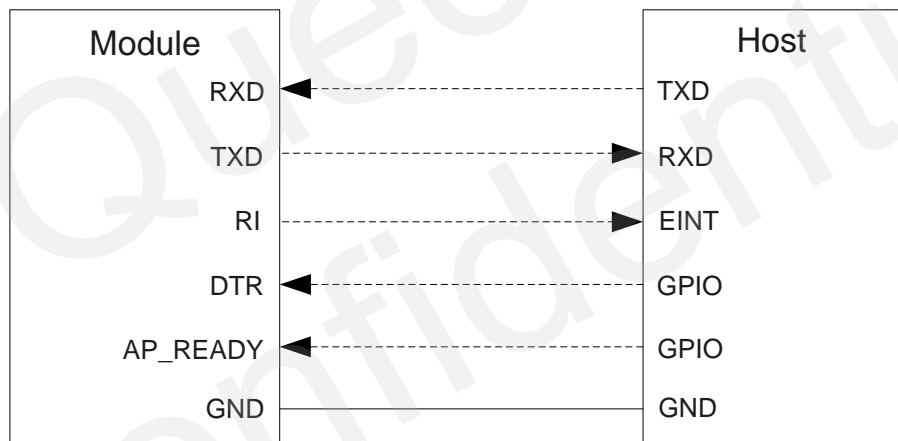 Module Host
RXD TXD
TXD RXD
RI EINT
DTR GPIO
AP_READY GPIO
GND GND